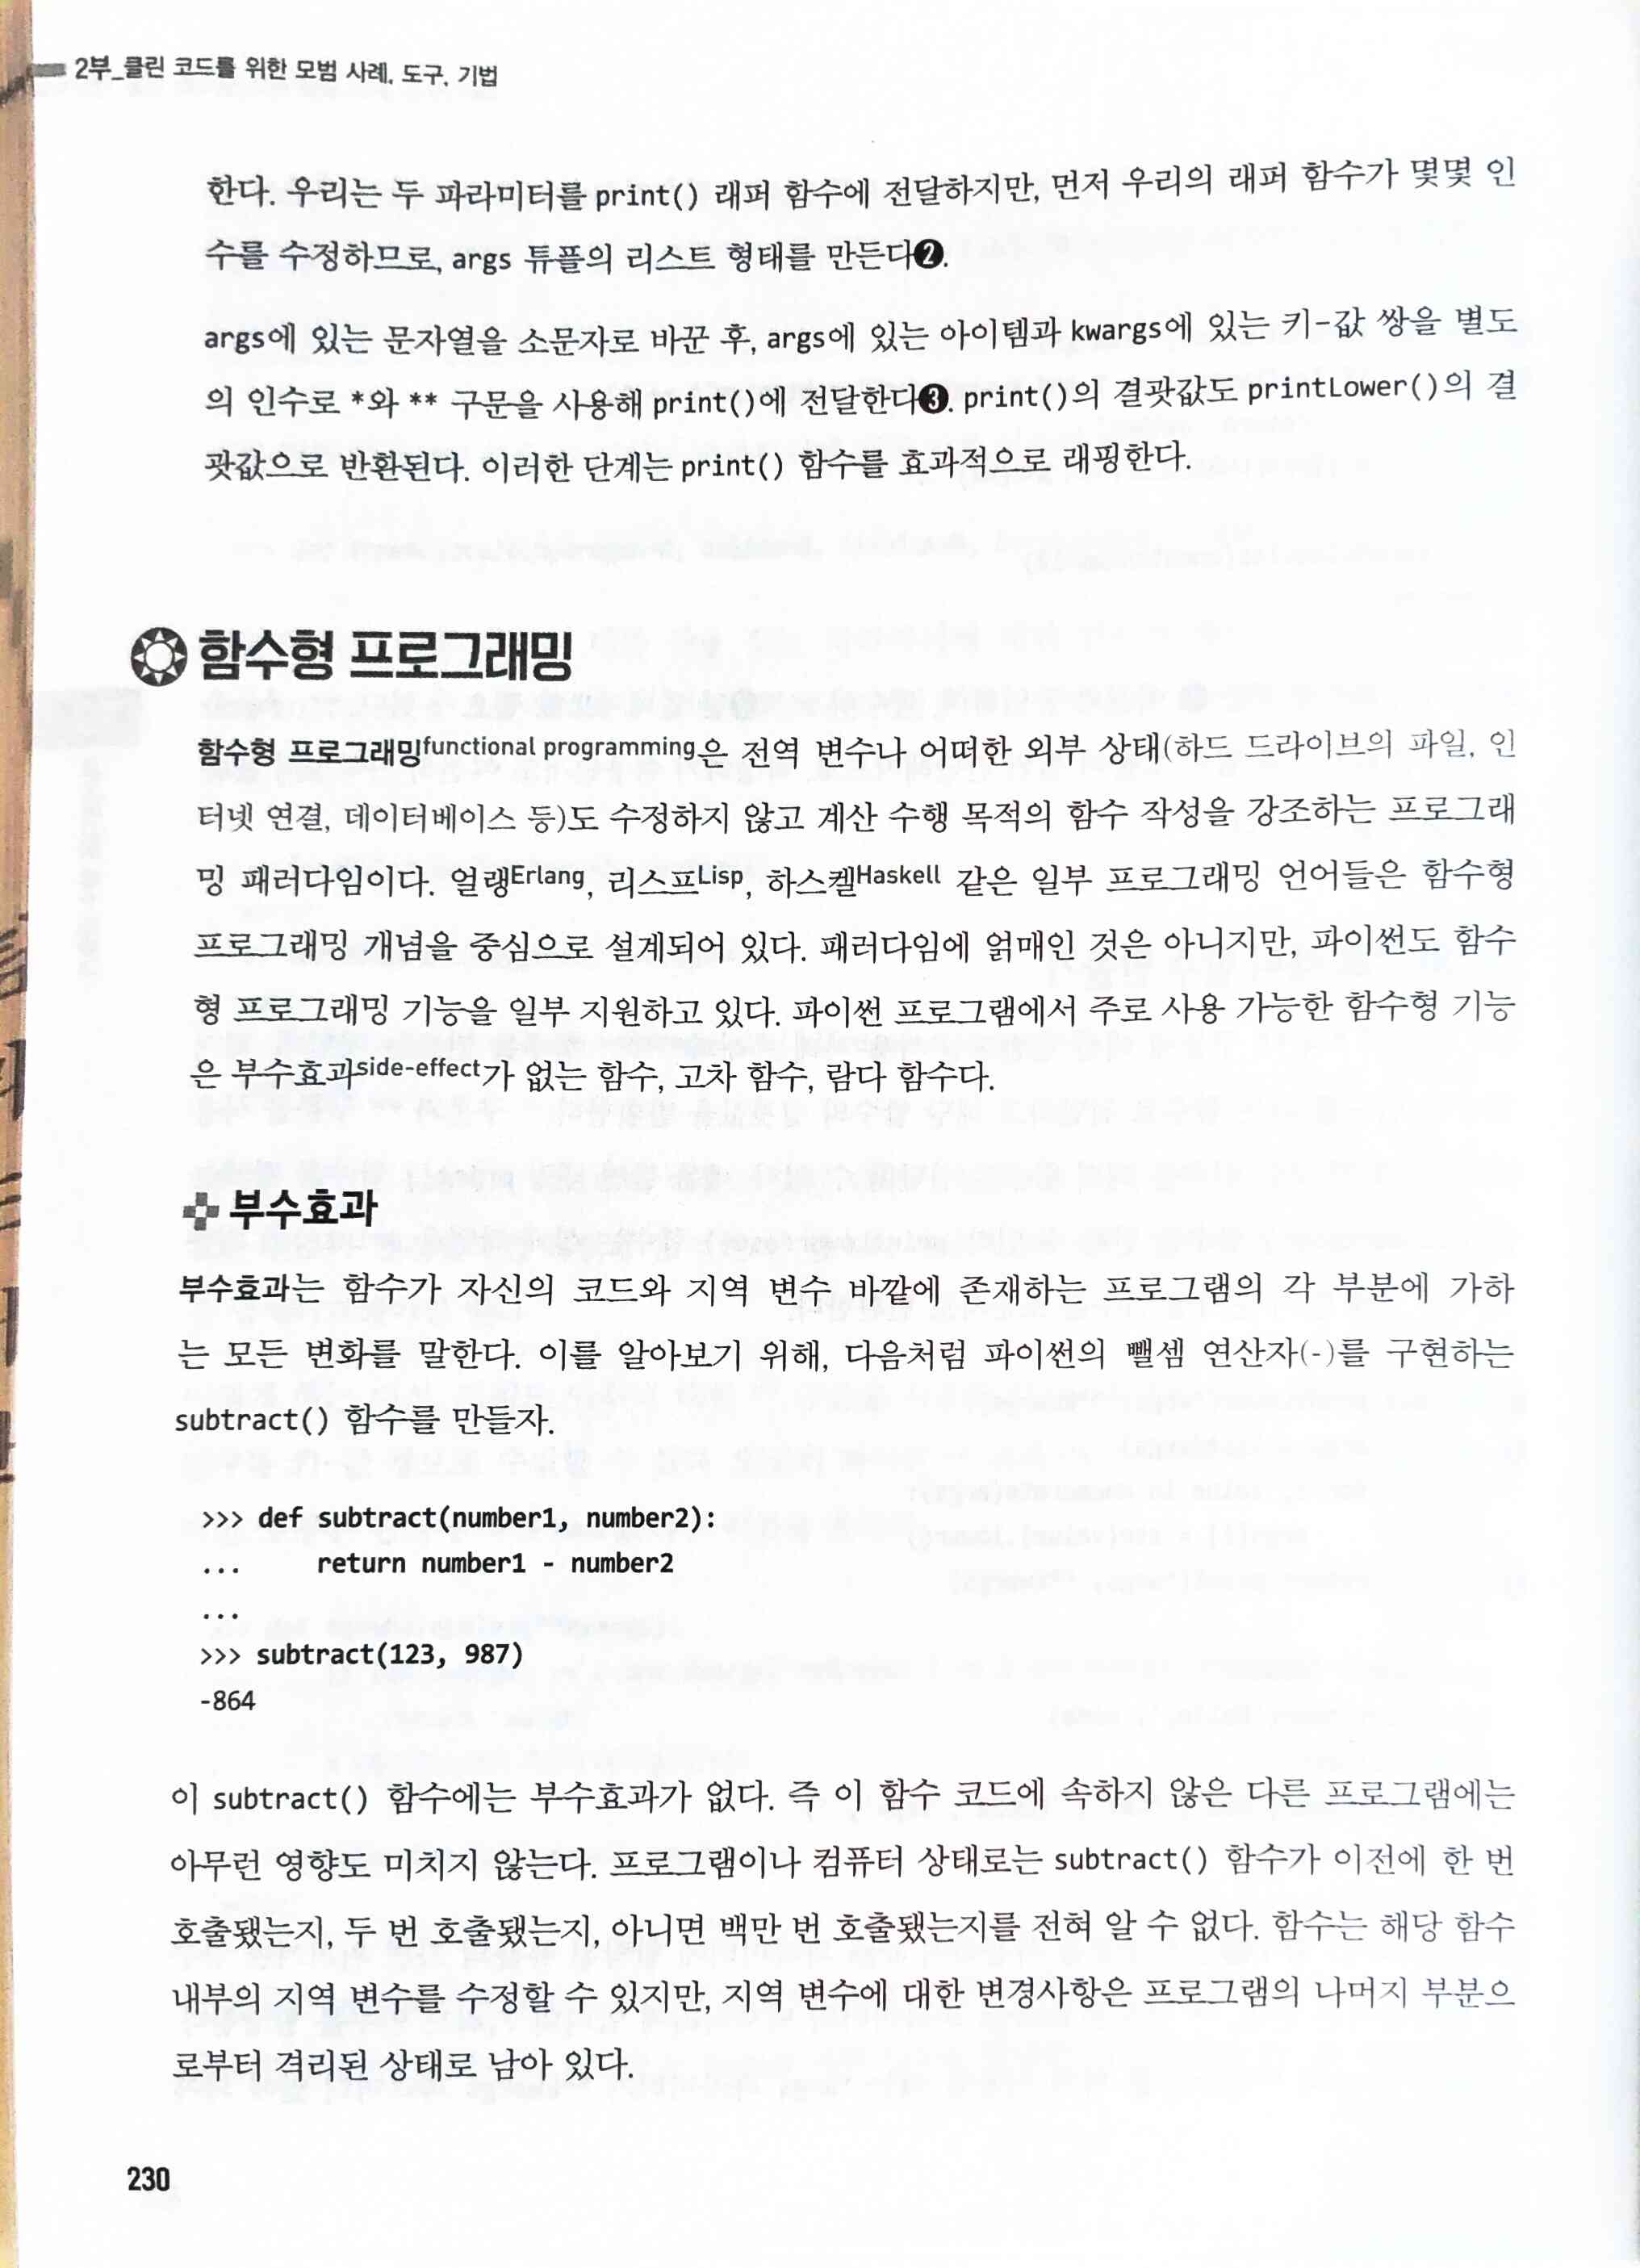 2부_클린 코드를 위한 모범 사례, 도구, 기법
한다. 우리는 두 파라미터를 print() 래퍼 함수에 전달하지만, 먼저 우리의 래퍼 함수가 몇몇 인
수를 수정하므로, args 튜플의 리스트 형태를 만든다❷.
args에 있는 문자열을 소문자로 바꾼 후, args에 있는 아이템과 kwargs에 있는 키-값 쌍을 별도
의 인수로 *와 ** 구문을 사용해 print()에 전달한다❸. print()의 결괏값도 printLower()의 결
괏값으로 반환된다. 이러한 단계는 print() 함수를 효과적으로 래핑한다.
함수형 프로그래밍
함수형 프로그래밍functional programming은 전역 변수나 어떠한 외부 상태(하드 드라이브의 파일, 인
터넷 연결, 데이터베이스 등)도 수정하지 않고 계산 수행 목적의 함수 작성을 강조하는 프로그래
밍 패러다임이다. 얼랭Erlang, 리스프Lisp, 하스켈Haskell 같은 일부 프로그래밍 언어들은 함수형
프로그래밍 개념을 중심으로 설계되어 있다. 패러다임에 얽매인 것은 아니지만, 파이썬도 함수
형 프로그래밍 기능을 일부 지원하고 있다. 파이썬 프로그램에서 주로 사용 가능한 함수형 기능
은 부수효과side-effect가 없는 함수, 고차 함수, 람다 함수다.
부수효과
부수효과는 함수가 자신의 코드와 지역 변수 바깥에 존재하는 프로그램의 각 부분에 가하
는 모든 변화를 말한다. 이를 알아보기 위해, 다음처럼 파이썬의 뺄셈 연산자(-)를 구현하는
subtract() 함수를 만들자.
>>> def subtract(number1, number2):
...     return number1 - number2
...
>>> subtract(123, 987)
-864
이 subtract() 함수에는 부수효과가 없다. 즉 이 함수 코드에 속하지 않은 다른 프로그램에는
아무런 영향도 미치지 않는다. 프로그램이나 컴퓨터 상태로는 subtract() 함수가 이전에 한 번
호출됐는지, 두 번 호출됐는지, 아니면 백만 번 호출됐는지를 전혀 알 수 없다. 함수는 해당 함수
내부의 지역 변수를 수정할 수 있지만, 지역 변수에 대한 변경사항은 프로그램의 나머지 부분으
로부터 격리된 상태로 남아 있다.
230